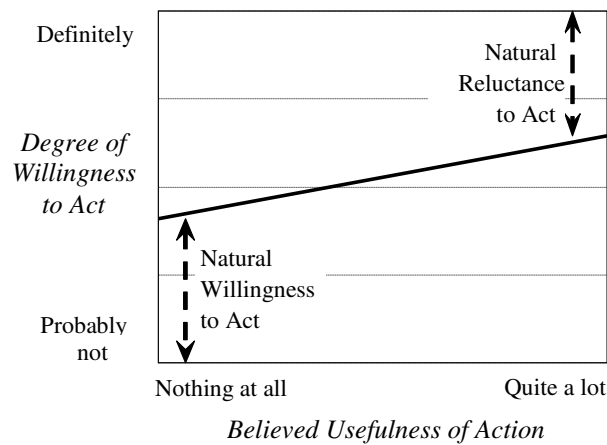 Definitely
Natural
Reluctance
to Act
Degree of
Willingness
to Act
Natural
Willingness
to Act
Probably
not
Nothing at all
Quite a lot
Believed Usefulness of Action